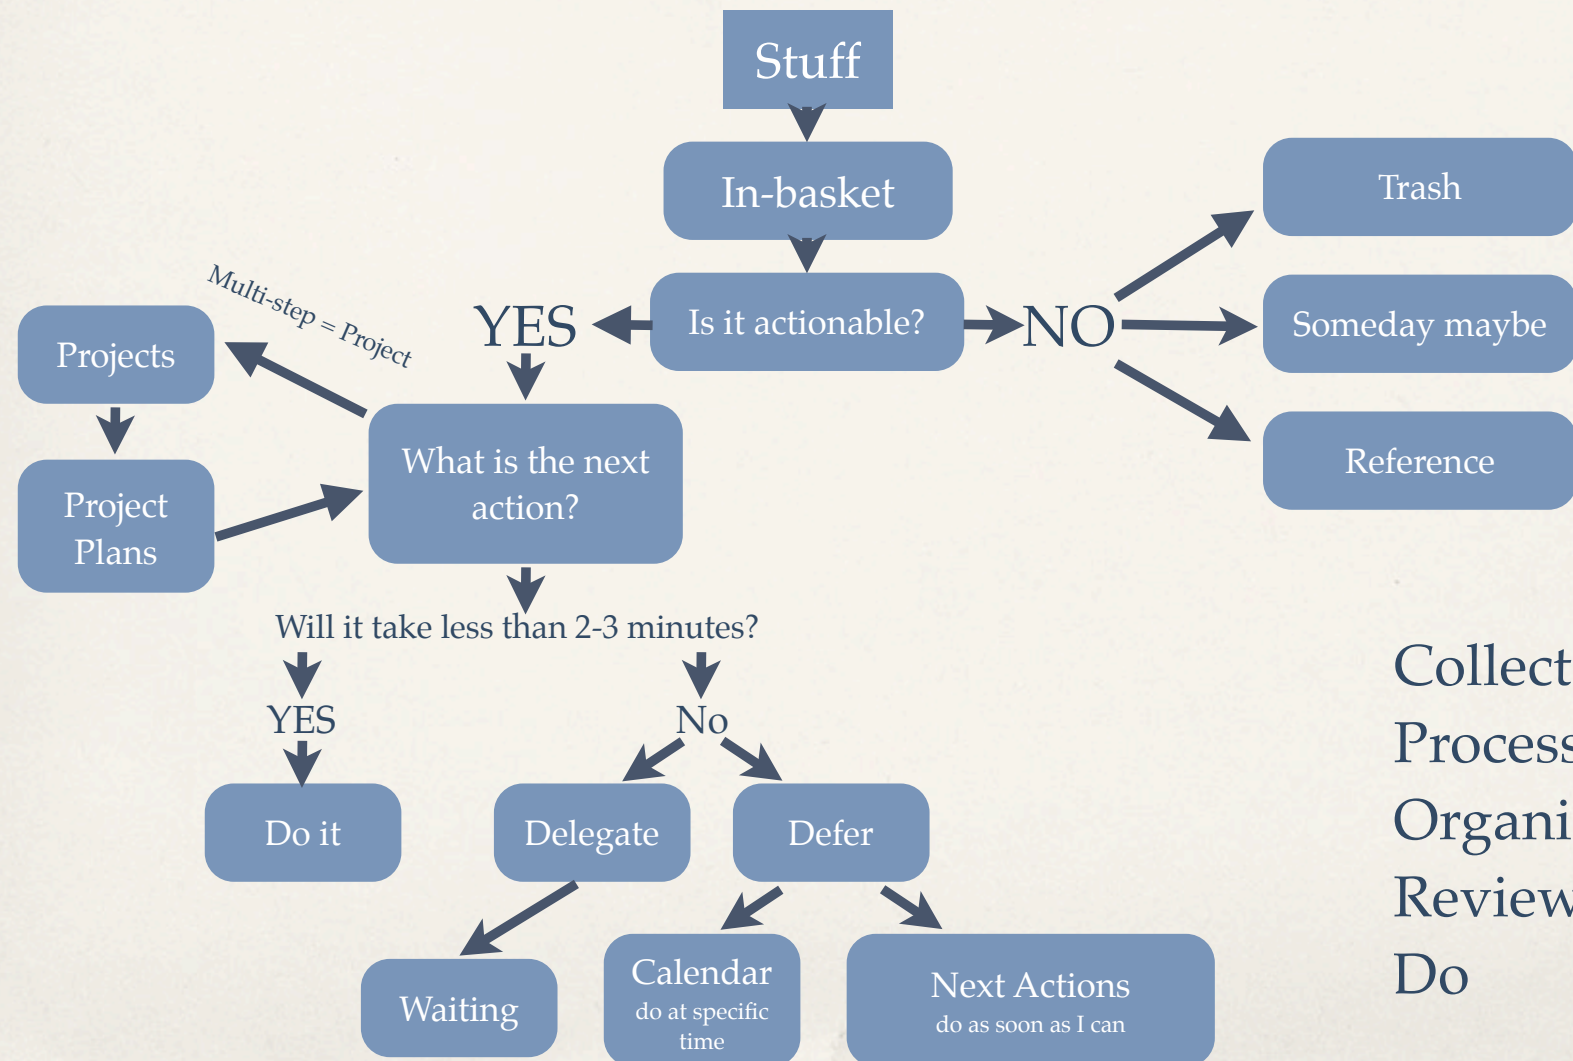 Stuff
In-basket
Is it actionable?
YES
NO
Trash
Someday maybe
Reference
Multi-step = Project
Projects
Project
Plans
What is the next
action?
Will it take less than 2-3 minutes?
YES
No
Do it
Delegate
Defer
Waiting
Calendar
do at specific
time
Next Actions
do as soon as I can
Collect
Process
Organi
Review
Do